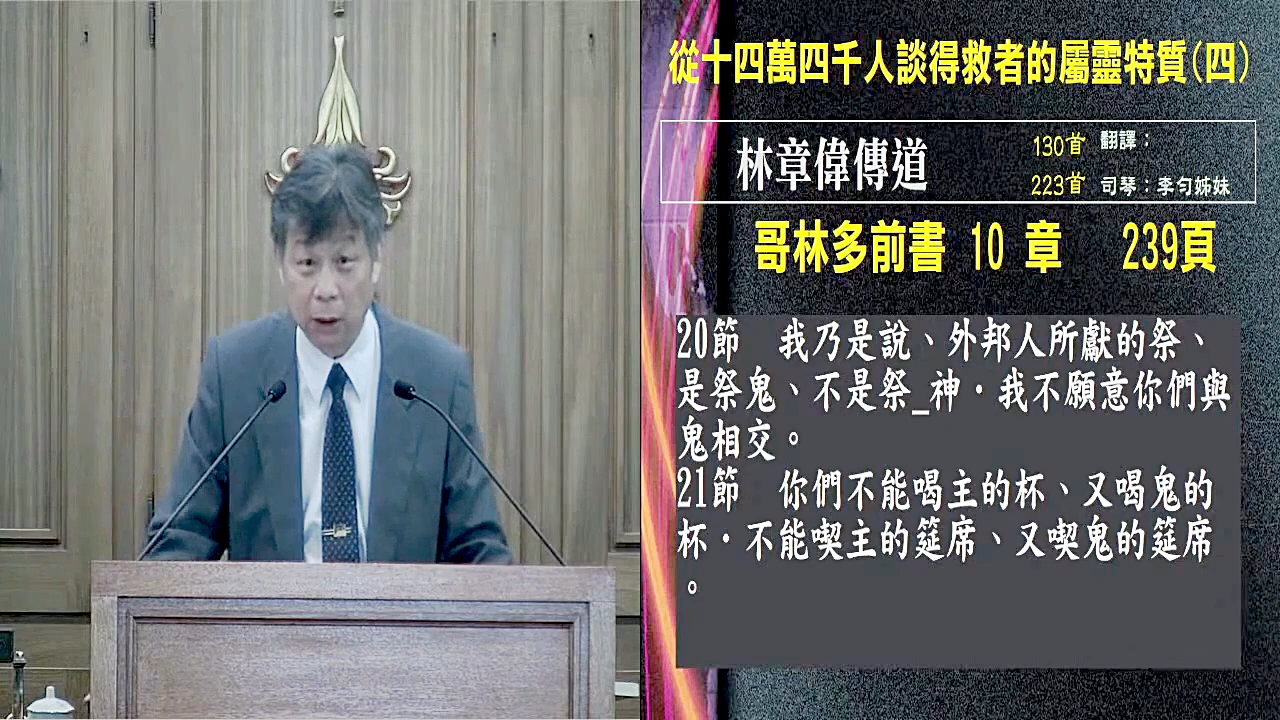 從十四萬四千人談得救者的屬靈特質(四)
林章偉傳道
130首 翻譯：
223首 司琴：李勻姊妹
哥林多前書 10 章 239頁
20節 我乃是說、外邦人所獻的祭、
是祭鬼、不是祭_神．我不願意你們與
鬼相交。
21節 你們不能喝主的杯、又喝鬼的
杯．不能喫主的筵席、又喫鬼的筵席
。